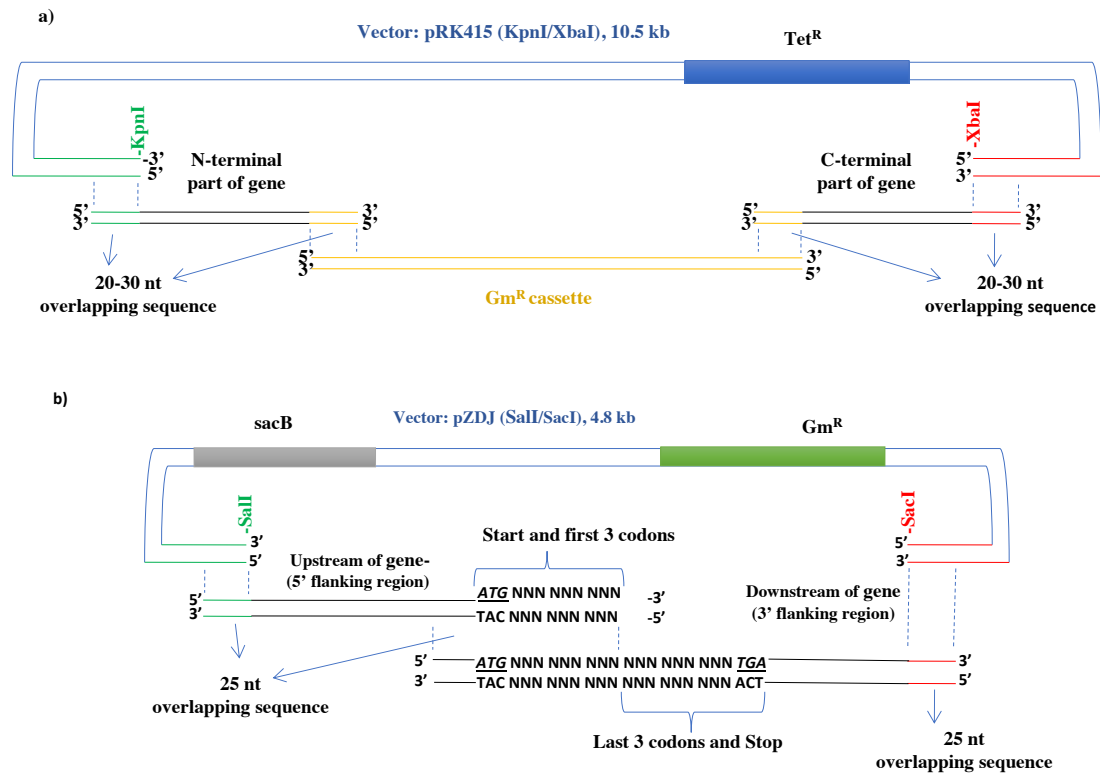 a)
Vector: pRK415 (KpnI/XbaI), 10.5 kb
TetR
-KpnI
-XbaI
-3’
5’
N-terminal
part of gene
C-terminal
part of gene
5’
3’
5’
3’
3’
5’
5’
3’
3’
5’
5’
3’
3’
5’
20-30 nt
overlapping sequence
GmR cassette
20-30 nt
overlapping sequence
b)
Vector: pZDJ (SalI/SacI), 4.8 kb
sacB
GmR
-SalI
-SacI
3’
5’
5’
3’
Start and first 3 codons
Upstream of gene-
(5’ flanking region)
Downstream of gene
(3’ flanking region)
5’
ATG NNN NNN NNN
-3’
3’
TAC NNN NNN NNN
-5’
5’
ATG NNN NNN NNN NNN NNN NNN TGA
3’
3’
TAC NNN NNN NNN NNN NNN NNN ACT
5’
25 nt
overlapping sequence
Last 3 codons and Stop
25 nt
overlapping sequence